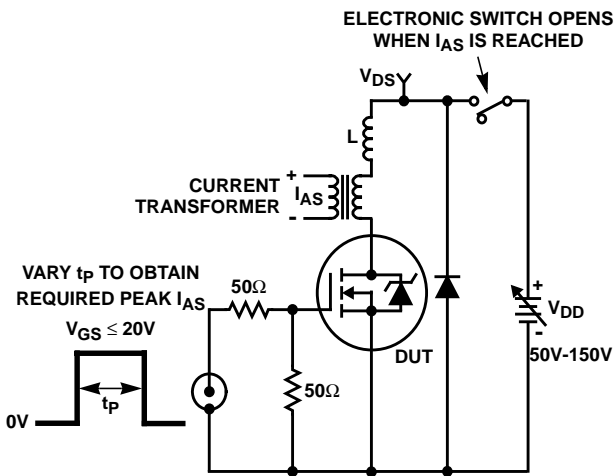 ELECTRONIC SWITCH OPENS
WHEN IAS IS REACHED
VDS
L
CURRENT
TRANSFORMER
+
IAS
-
VARY tP TO OBTAIN
REQUIRED PEAK IAS
50Ω
VGS ≤ 20V
DUT
+
VDD
-
50V-150V
50Ω
tP
0V